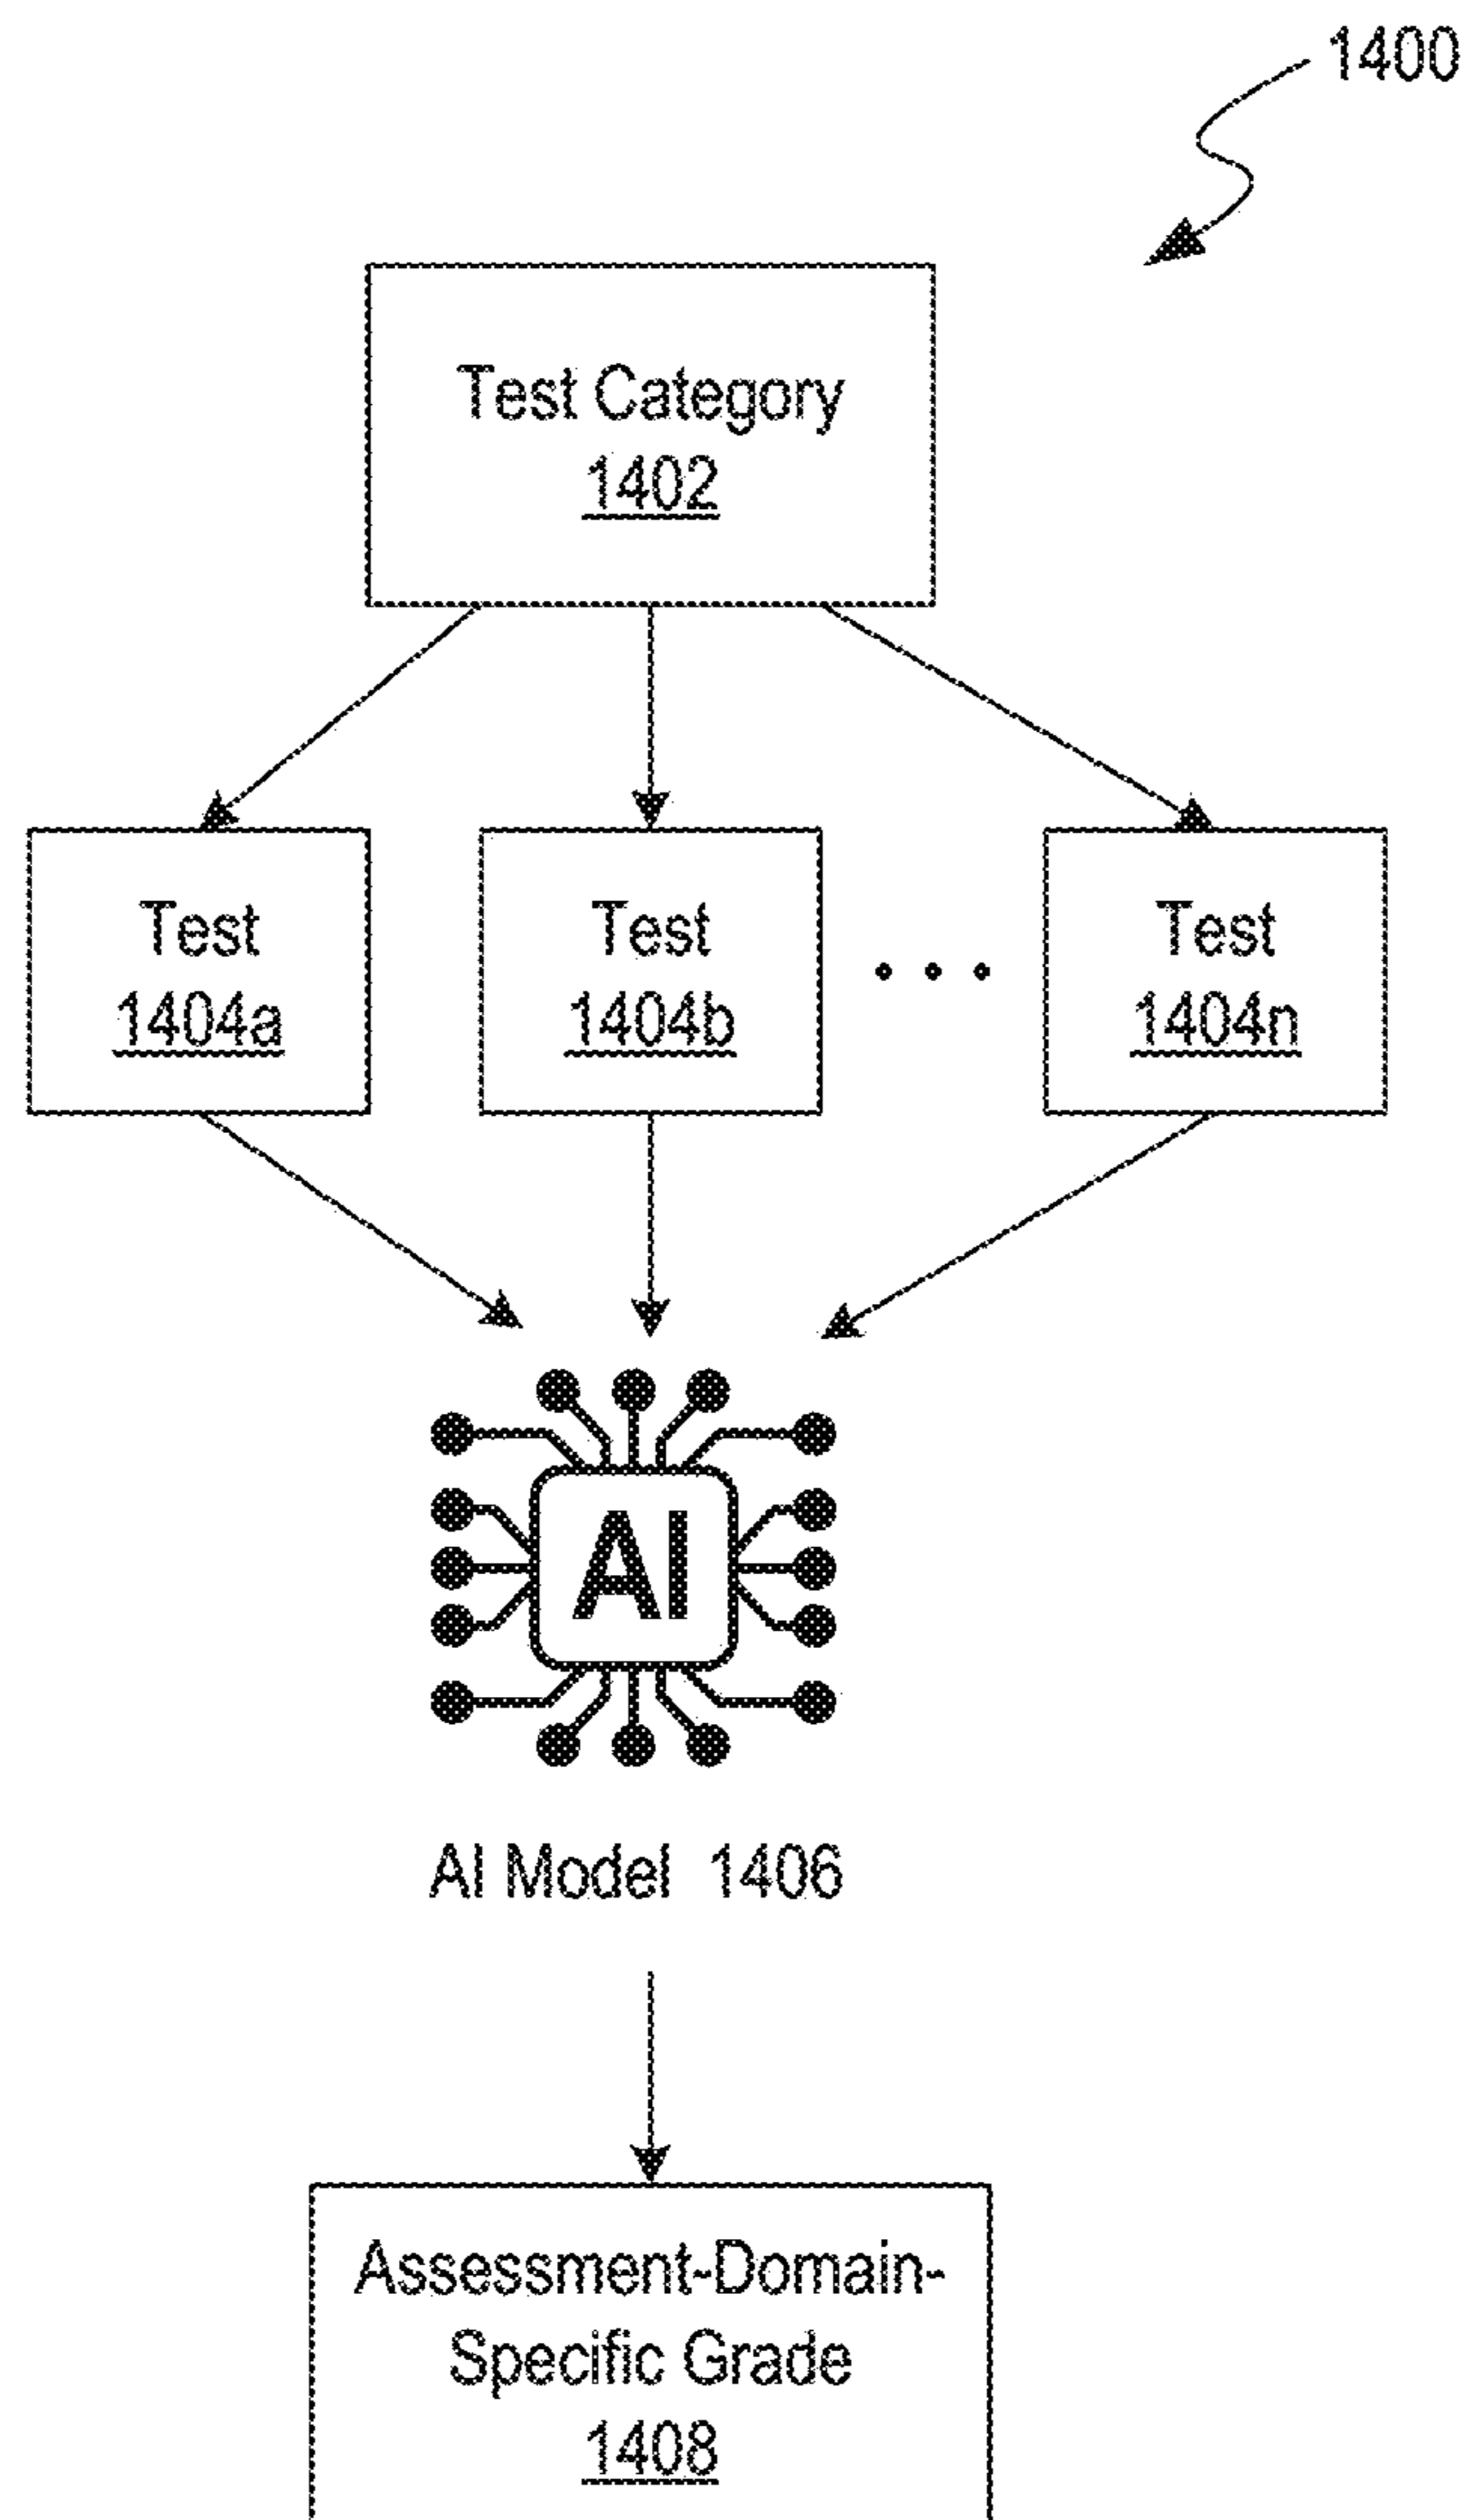 1400
Test Category
1402
Test
1404a
Test
1404b
...
Test
1404n
AI
AI Model 1406
Assessment-Domain-
Specific Grade
1408